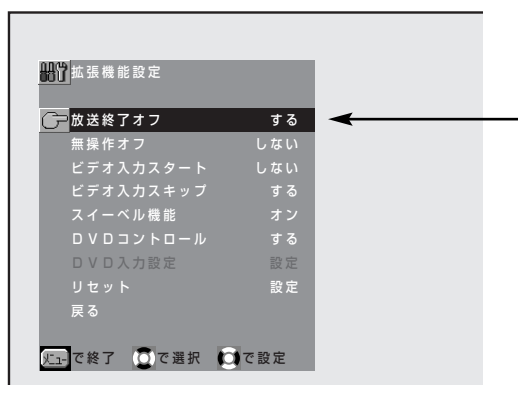 拡張機能設定
放送終了オフ する
無操作オフ しない
ビデオ入力スタート しない
ビデオ入力スキップ する
スイーベル機能 オン
ＤＶＤコントロール する
ＤＶＤ入力設定 設定
リセット 設定
戻る
メニューで終了 で選択 で設定